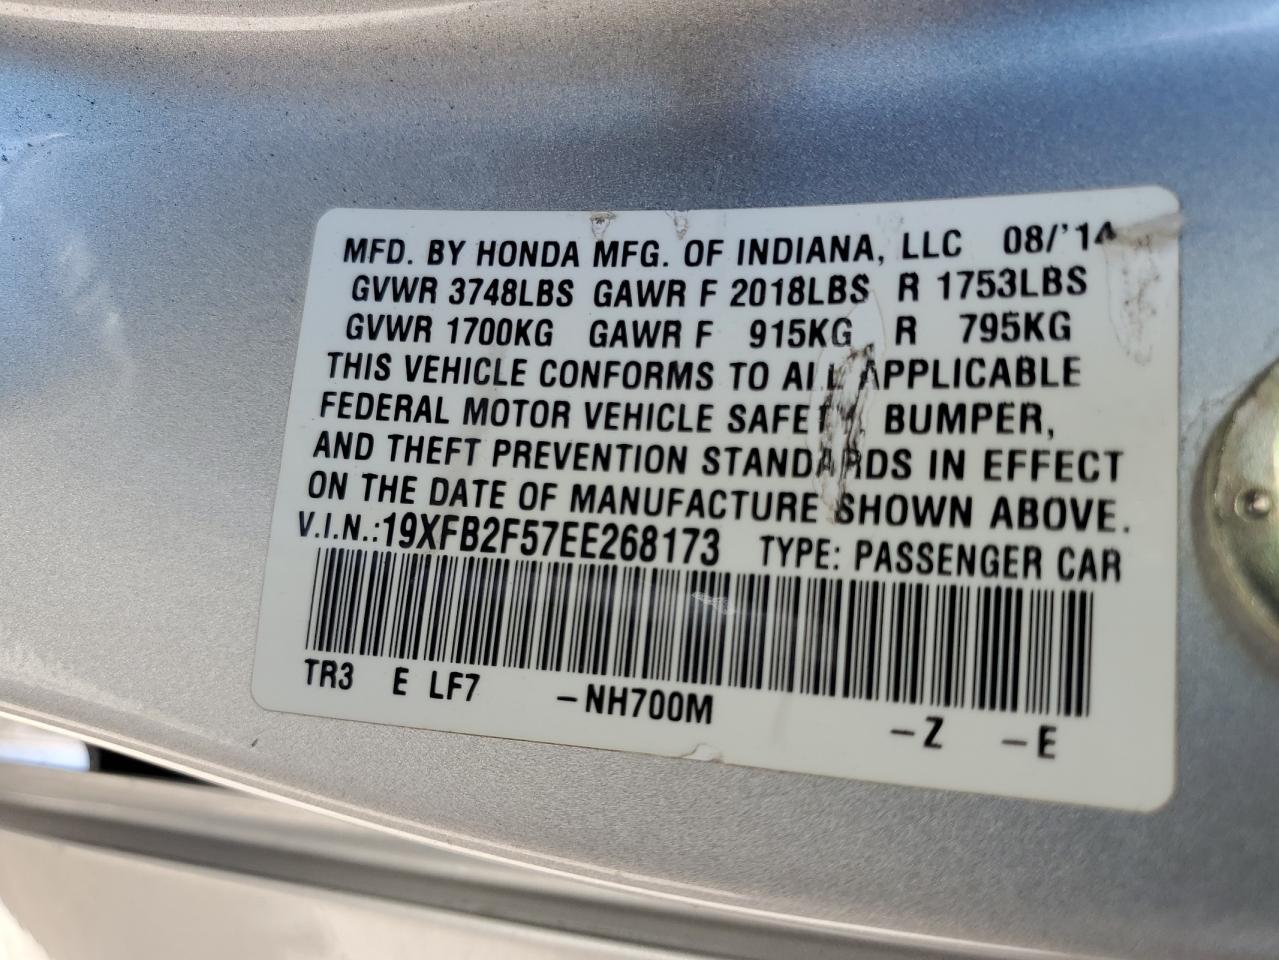 MFD. BY HONDA MFG. OF INDIANA, LLC 08/'14
GVWR 3748LBS GAWR F 2018LBS R 1753LBS
GVWR 1700KG GAWR F 915KG R 795KG
THIS VEHICLE CONFORMS TO ALL APPLICABLE
FEDERAL MOTOR VEHICLE SAFETY, BUMPER,
AND THEFT PREVENTION STANDARDS IN EFFECT
ON THE DATE OF MANUFACTURE SHOWN ABOVE.
V.I.N.:19XFB2F57EE268173 TYPE: PASSENGER CAR
TR3 E LF7 -NH700M -Z -E